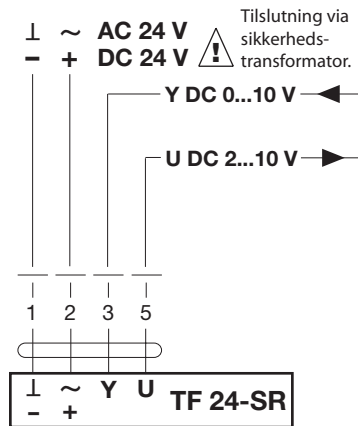 ⊥ ~ AC 24 V
– + DC 24 V
Tilslutning via
sikkerheds-
transformator.
Y DC 0...10 V
U DC 2...10 V
1 2 3 5
⊥ ~ Y U TF 24-SR
– +